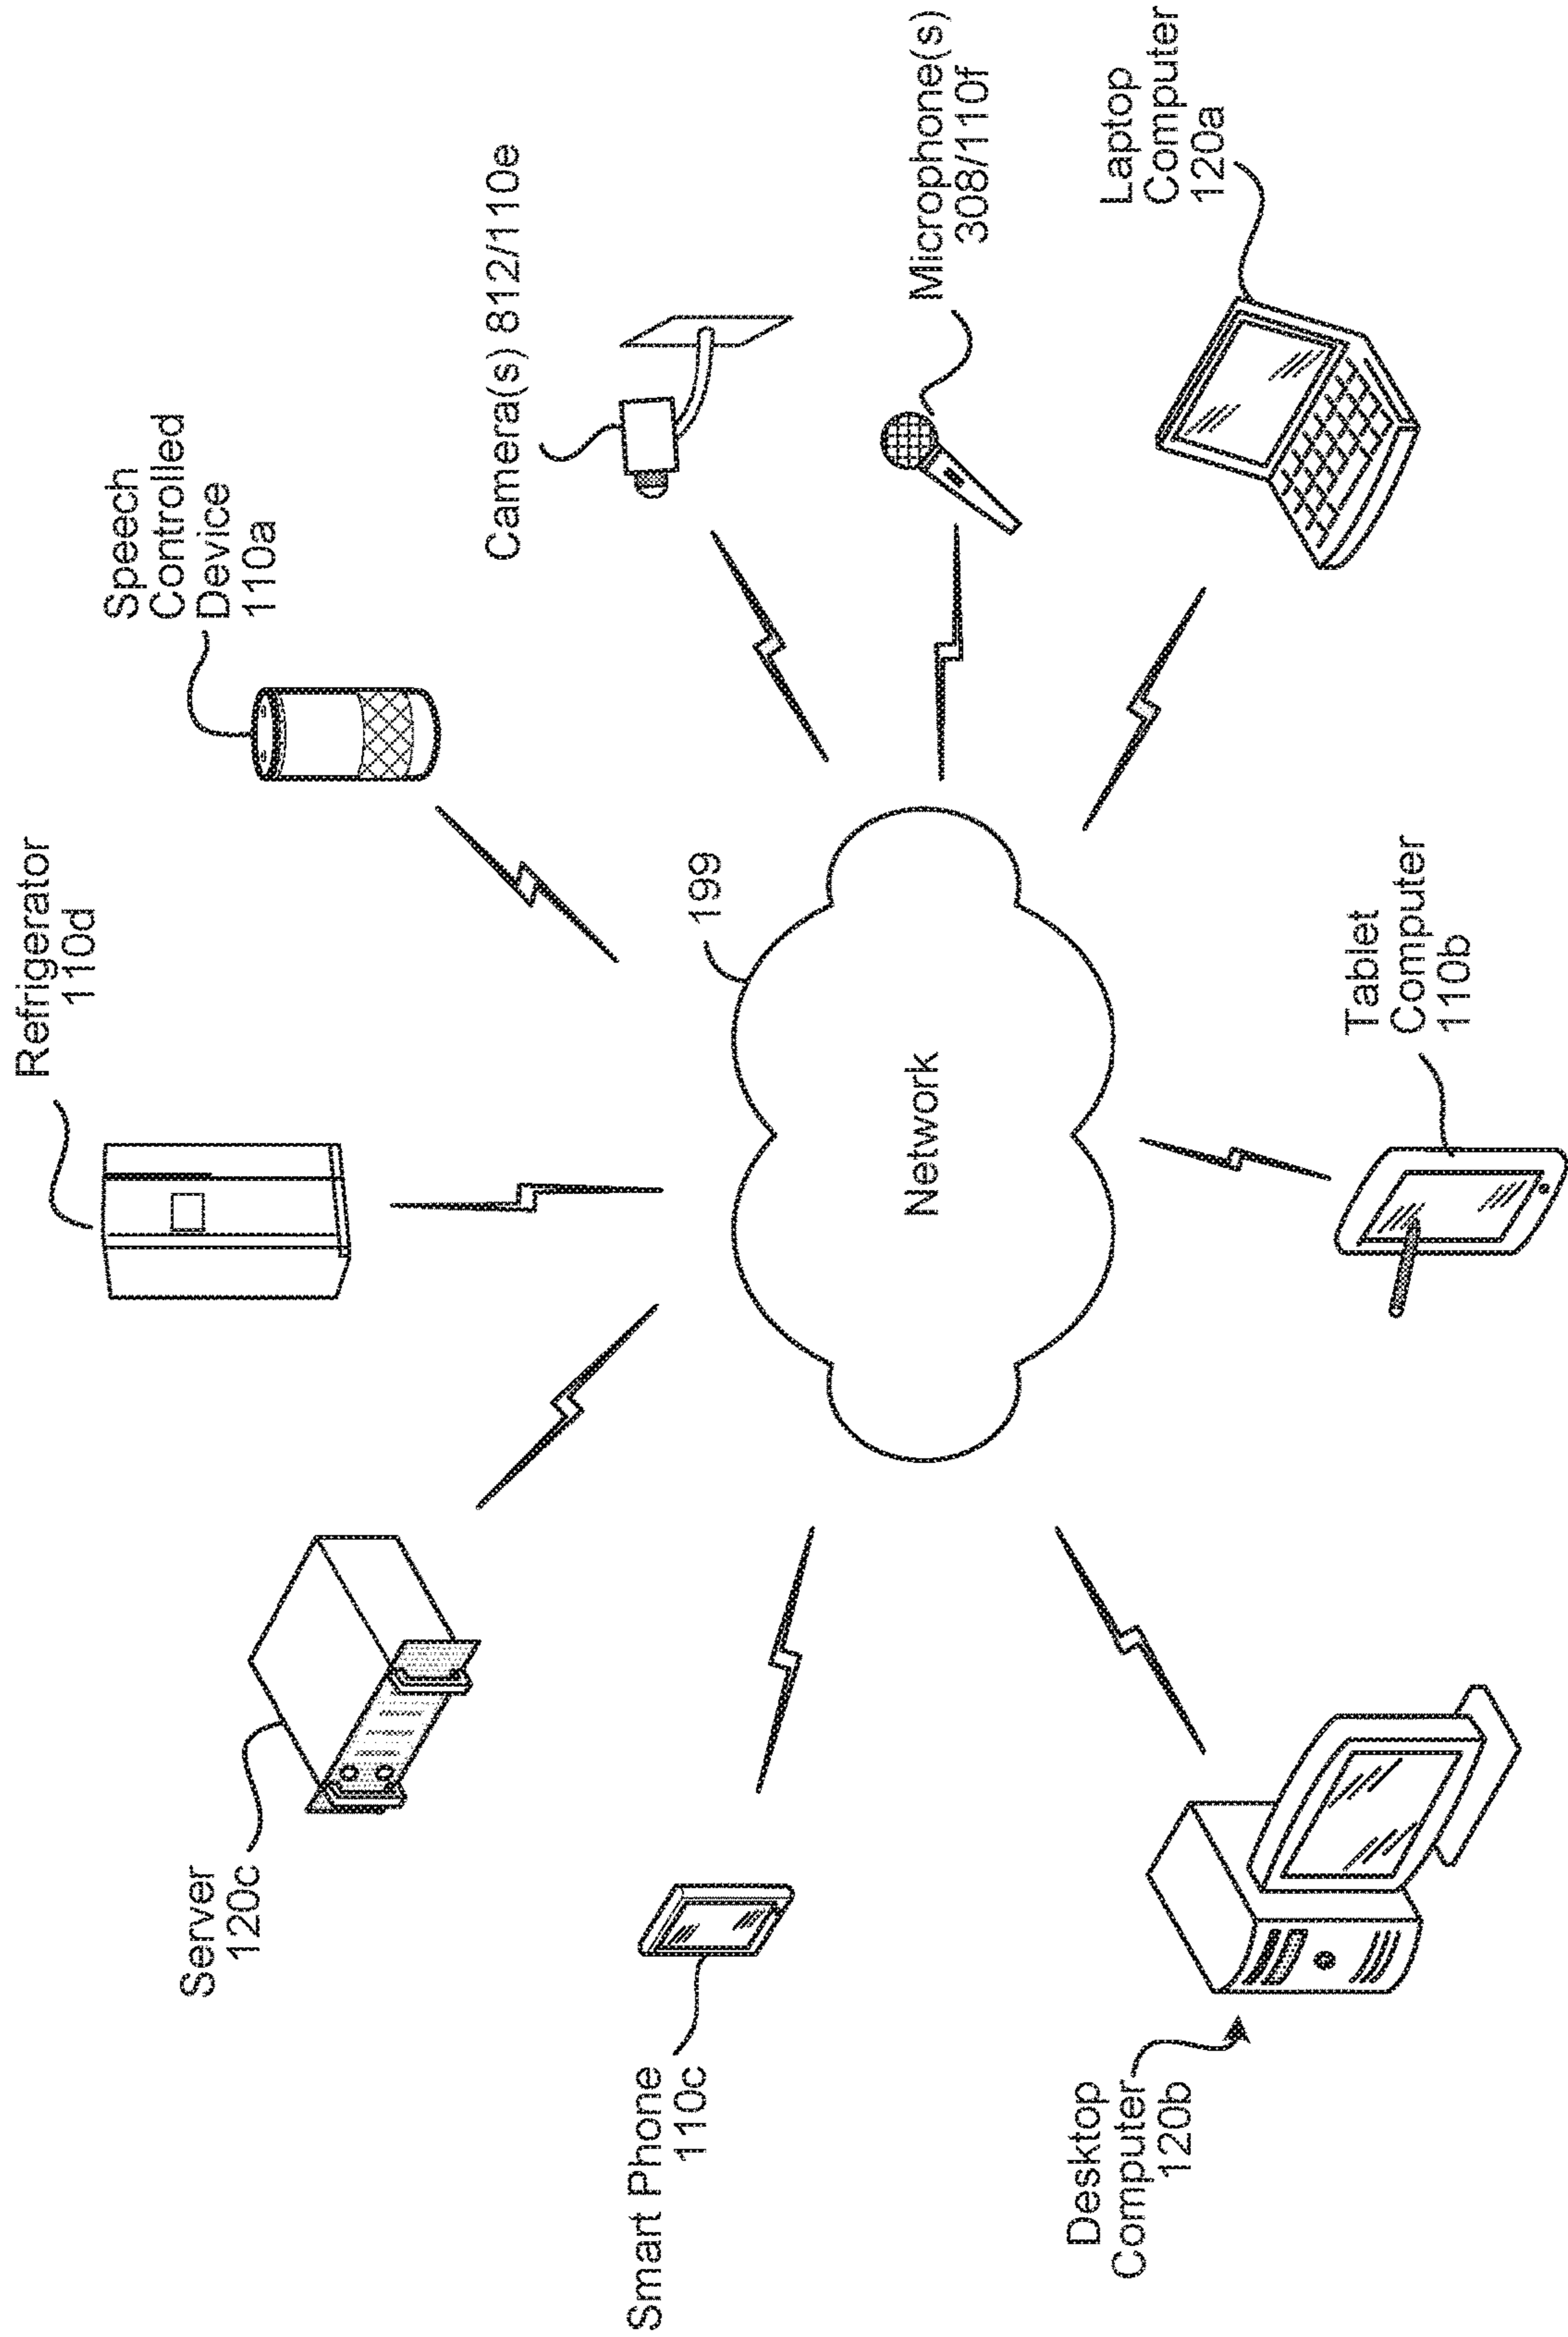 Refrigerator
110d
Speech
Controlled
Device
110a
Server
120c
Camera(s) 812/110e
Smart Phone
110c
199
Network
Microphone(s)
308/110f
Desktop
Computer
120b
Tablet
Computer
110b
Laptop
Computer
120a